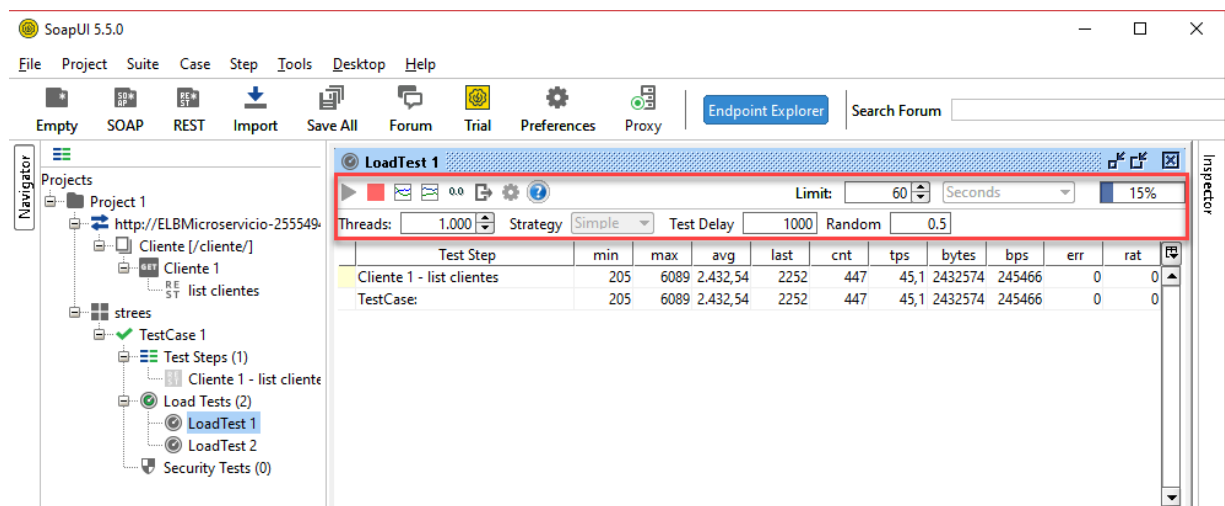 SoapUI 5.5.0
File Project Suite Case Step Tools Desktop Help
Empty SOAP REST Import Save All Forum Trial Preferences Proxy Endpoint Explorer Search Forum
Navigator
Projects
Project 1
http://ELBMicroservicio-255549
Cliente [/cliente/]
GET Cliente 1
REST list clientes
strees
TestCase 1
Test Steps (1)
REST Cliente 1 - list cliente
Load Tests (2)
LoadTest 1
LoadTest 2
Security Tests (0)
LoadTest 1
0.0 ? Limit: 60 Seconds 15%
Threads: 1.000 Strategy Simple Test Delay 1000 Random 0.5
Test Step min max avg last cnt tps bytes bps err rat
Cliente 1 - list clientes 205 6089 2.432,54 2252 447 45,1 2432574 245466 0 0
TestCase: 205 6089 2.432,54 2252 447 45,1 2432574 245466 0 0
Inspector